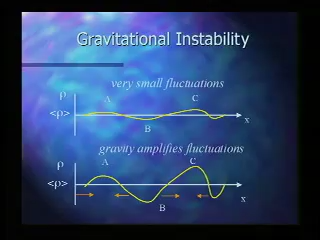 Gravitational Instability
very small fluctuations
ρ
A
C
<ρ>
x
B
gravity amplifies fluctuations
ρ
A
C
<ρ>
x
B